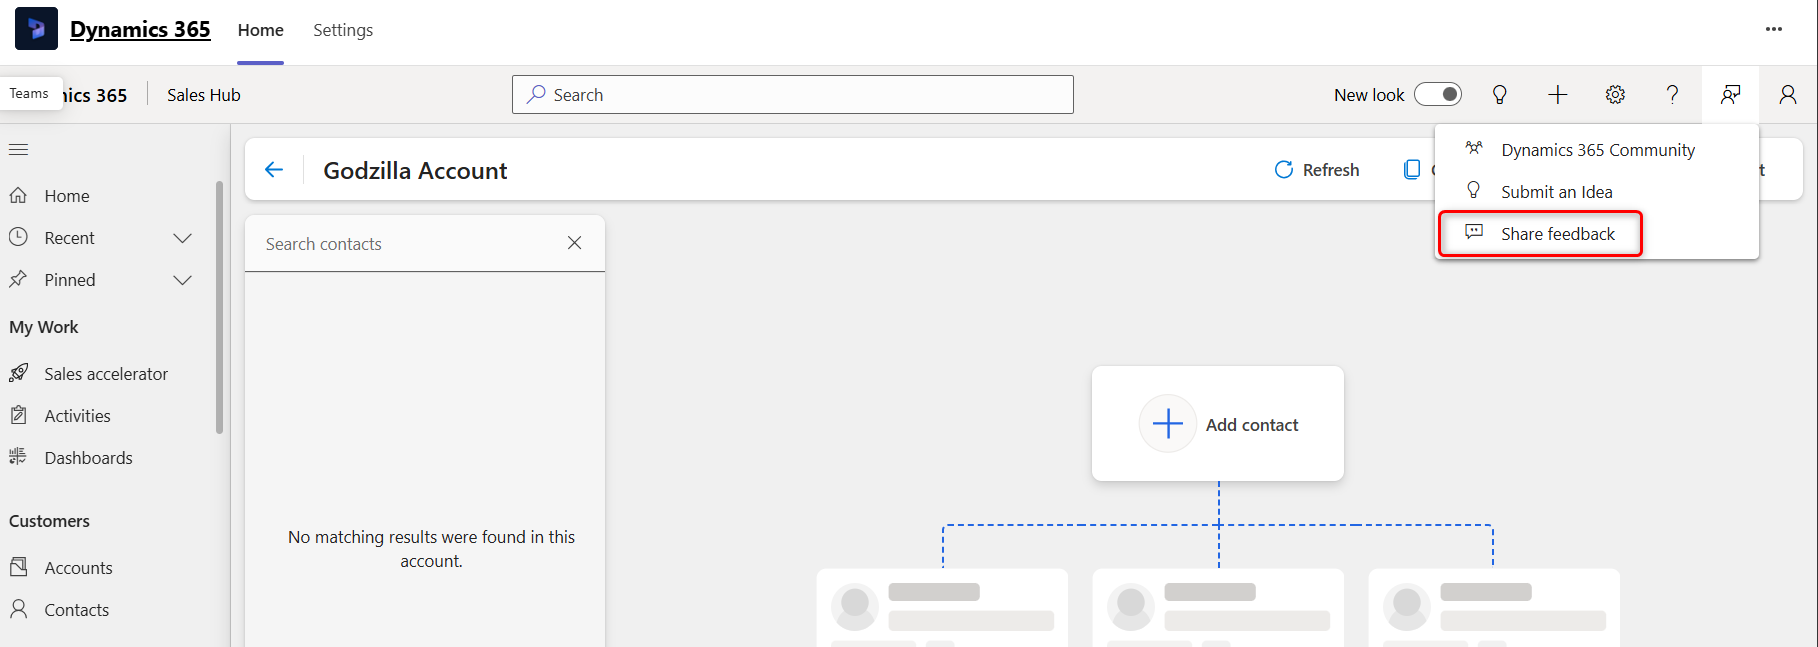 Dynamics 365 Home Settings
Teams
ics 365 Sales Hub Search New look
Dynamics 365 Community
Submit an Idea
Share feedback
Godzilla Account Refresh
Home
Recent
Pinned
My Work
Sales accelerator
Activities
Dashboards
Customers
Accounts
Contacts
Search contacts
No matching results were found in this
account.
Add contact